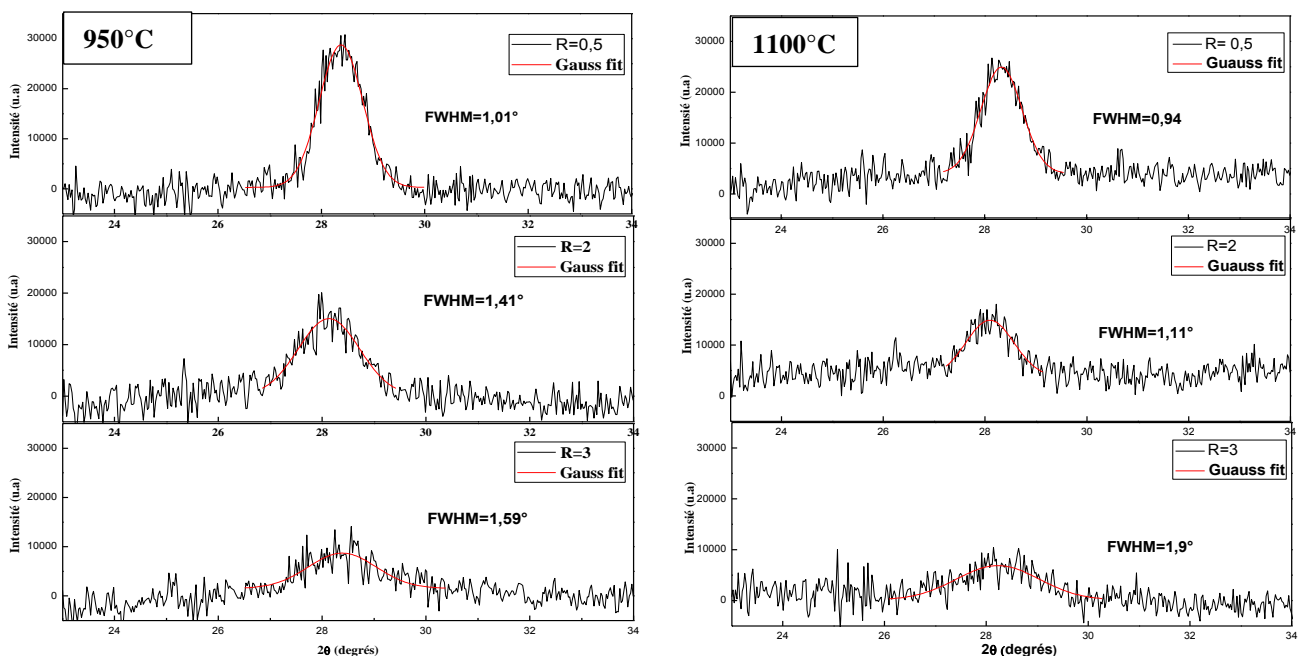 950°C
R=0,5
Gauss fit
FWHM=1,01°
Intensité (u.a)
30000
20000
10000
0
24 26 28 30 32 34
R=2
Gauss fit
FWHM=1,41°
Intensité (u.a)
30000
20000
10000
0
24 26 28 30 32 34
R=3
Gauss fit
FWHM=1,59°
Intensité (u.a)
30000
20000
10000
0
24 26 28 30 32 34
2θ (degrés)
1100°C
R= 0,5
Guauss fit
FWHM=0,94
Intensié (u.a)
30000
20000
10000
0
24 26 28 30 32 34
R=2
Guauss fit
FWHM=1,11°
Intensié (u.a)
30000
20000
10000
0
24 26 28 30 32 34
R=3
Guauss fit
FWHM=1,9°
Intensié (u.a)
30000
20000
10000
0
24 26 28 30 32 34
2θ (degrés)